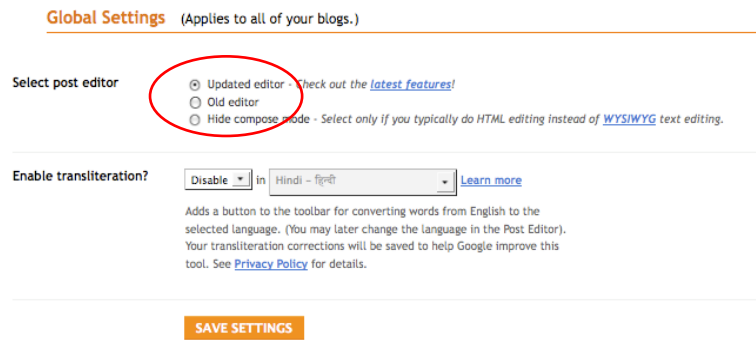 Global Settings (Applies to all of your blogs.)
Select post editor
Updated editor - Check out the latest features!
Old editor
Hide compose mode - Select only if you typically do HTML editing instead of WYSIWYG text editing.
Enable transliteration? Disable in Hindi - हिन्दी Learn more
Adds a button to the toolbar for converting words from English to the
selected language. (You may later change the language in the Post Editor).
Your transliteration corrections will be saved to help Google improve this
tool. See Privacy Policy for details.
SAVE SETTINGS